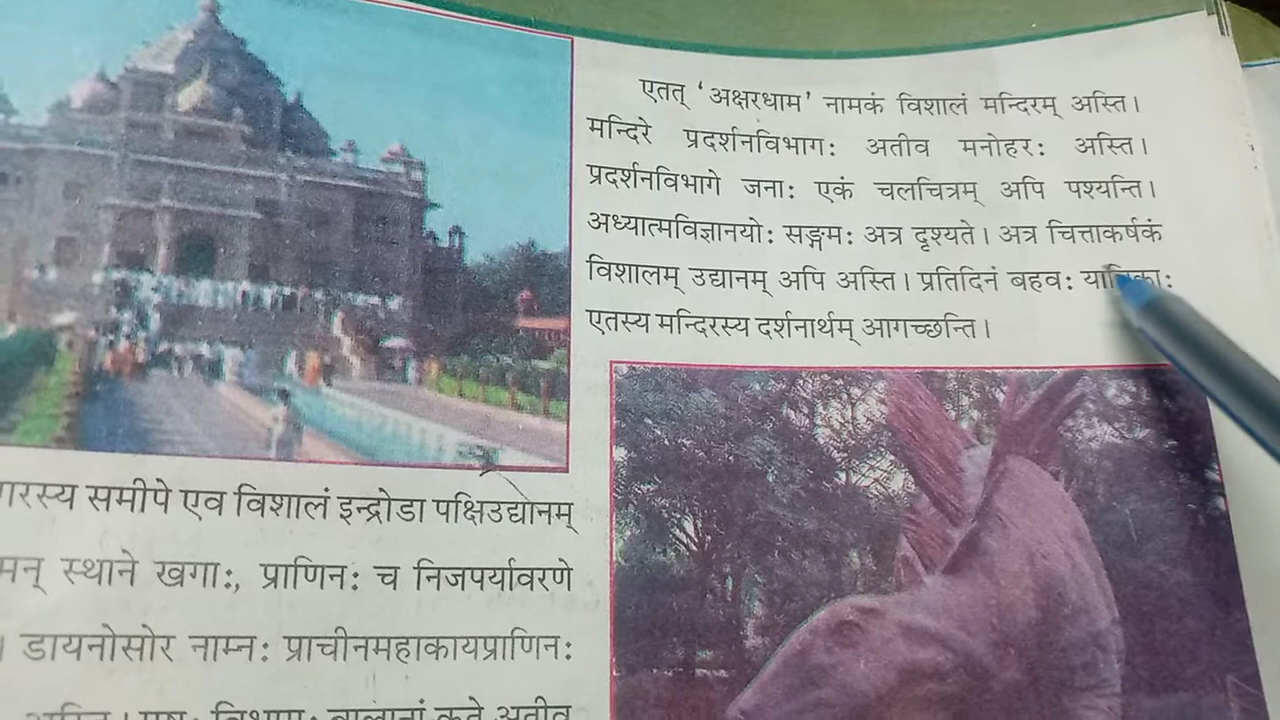 एतत् ‘अक्षरधाम’ नामकं विशालं मन्दिरम् अस्ति।
मन्दिरे प्रदर्शनविभागः अतीव मनोहरः अस्ति।
प्रदर्शनविभागे जनाः एकं चलचित्रम् अपि पश्यन्ति।
अध्यात्मविज्ञानयोः सङ्गमः अत्र दृश्यते। अत्र चित्ताकर्षकं
विशालम् उद्यानम् अपि अस्ति। प्रतिदिनं बहवः
एतस्य मन्दिरस्य दर्शनार्थम् आगच्छन्ति।
समीपे एव विशालं इन्द्रोडा पक्षिउद्योनम्
स्थाने खगाः, प्राणिनः च निजपर्यावरणे
। डायनोसोर नाम्नः प्राचीनमहाकायप्राणिनः